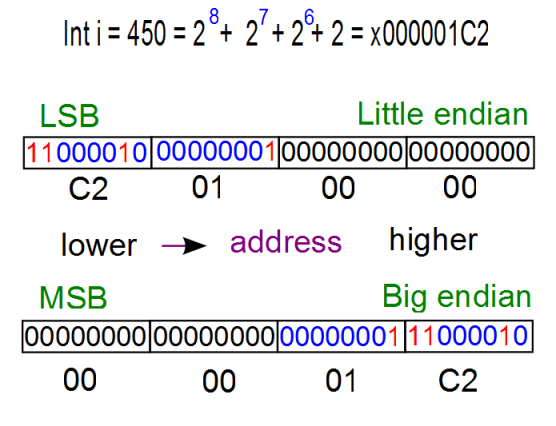 Int i = 450 = 2⁸ + 2⁷ + 2⁶ + 2 = x000001C2
LSB Little endian
11000010 00000001 00000000 00000000
C2 01 00 00
lower → address higher
MSB Big endian
00000000 00000000 00000001 11000010
00 00 01 C2